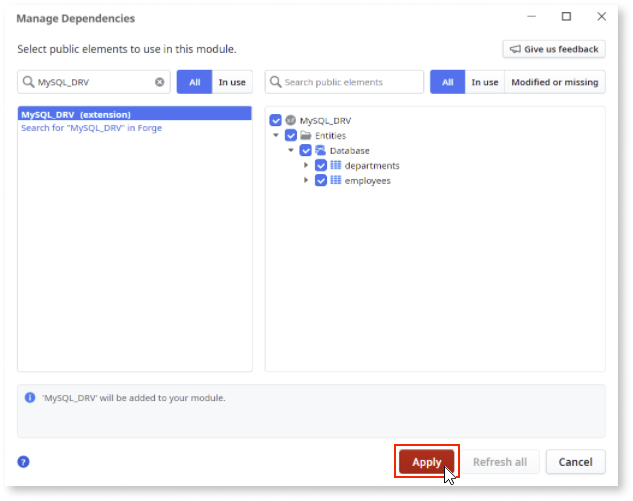 Manage Dependencies
Select public elements to use in this module.
Give us feedback
MySQL_DRV
All
In use
Search public elements
All
In use
Modified or missing
MySQL_DRV (extension)
Search for "MySQL_DRV" in Forge
MySQL_DRV
Entities
Database
departments
employees
'MySQL_DRV' will be added to your module.
?
Apply
Refresh all
Cancel